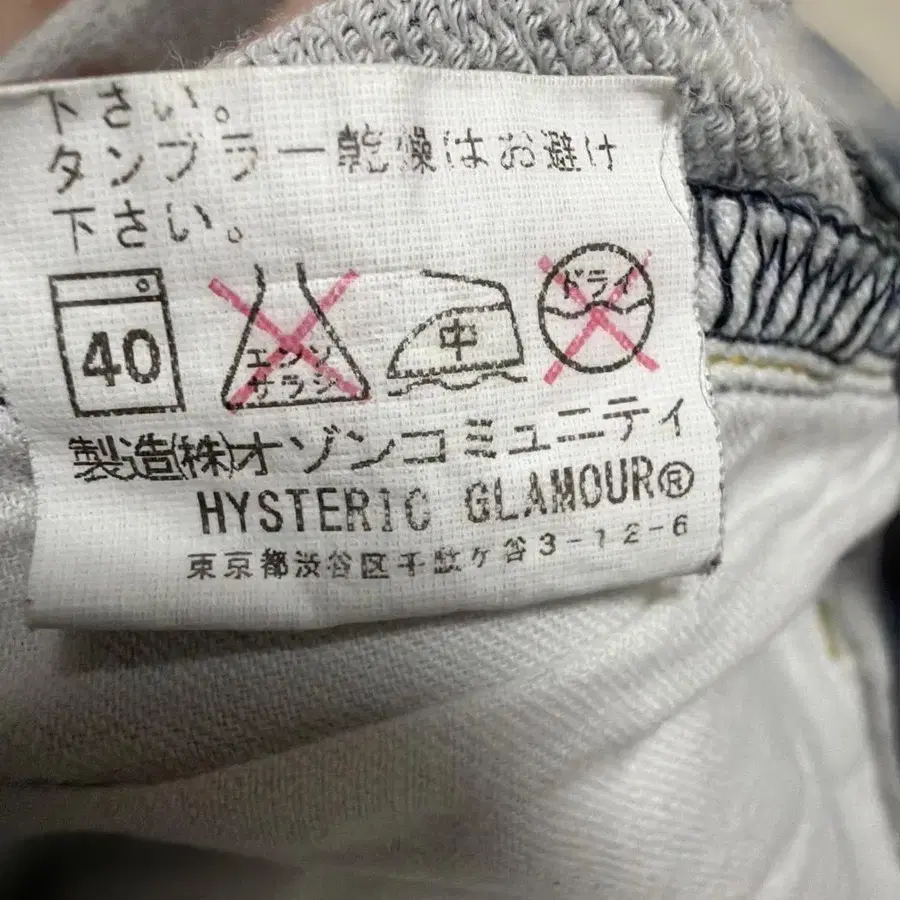 下さい。
タンブラー乾燥はお避け
下さい。
40
エンソ
サラシ
中
ドライ
製造(株)オゾンコミュニティ
HYSTERIC GLAMOUR®
東京都渋谷区千駄ヶ谷3-12-6